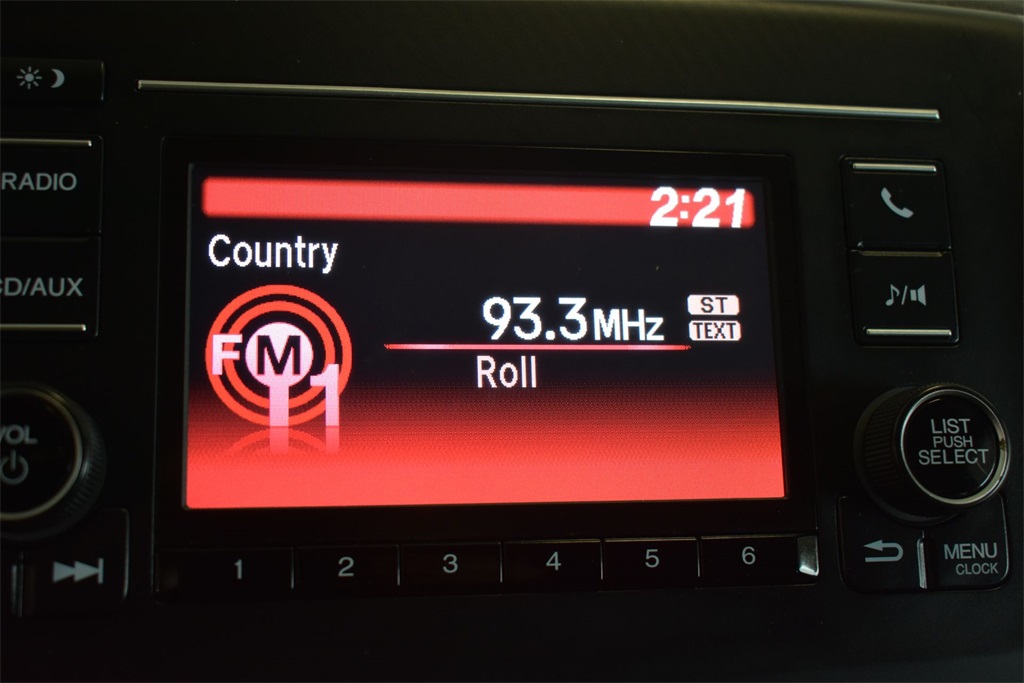 RADIO
CD/AUX
VOL
2:21
Country
FM
1
93.3MHz
ST
TEXT
Roll
1 2 3 4 5 6
LIST
PUSH
SELECT
MENU
CLOCK